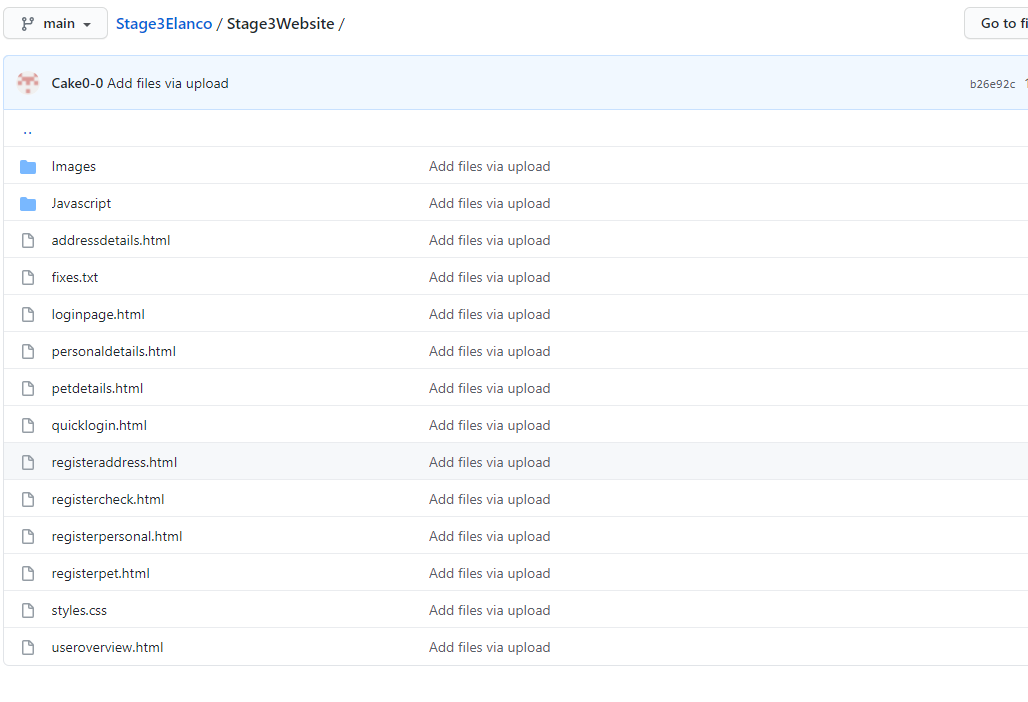 main Stage3Elanco / Stage3Website / Go to fi
Cake0-0 Add files via upload b26e92c
..
Images Add files via upload
Javascript Add files via upload
addressdetails.html Add files via upload
fixes.txt Add files via upload
loginpage.html Add files via upload
personaldetails.html Add files via upload
petdetails.html Add files via upload
quicklogin.html Add files via upload
registeraddress.html Add files via upload
registercheck.html Add files via upload
registerpersonal.html Add files via upload
registerpet.html Add files via upload
styles.css Add files via upload
useroverview.html Add files via upload